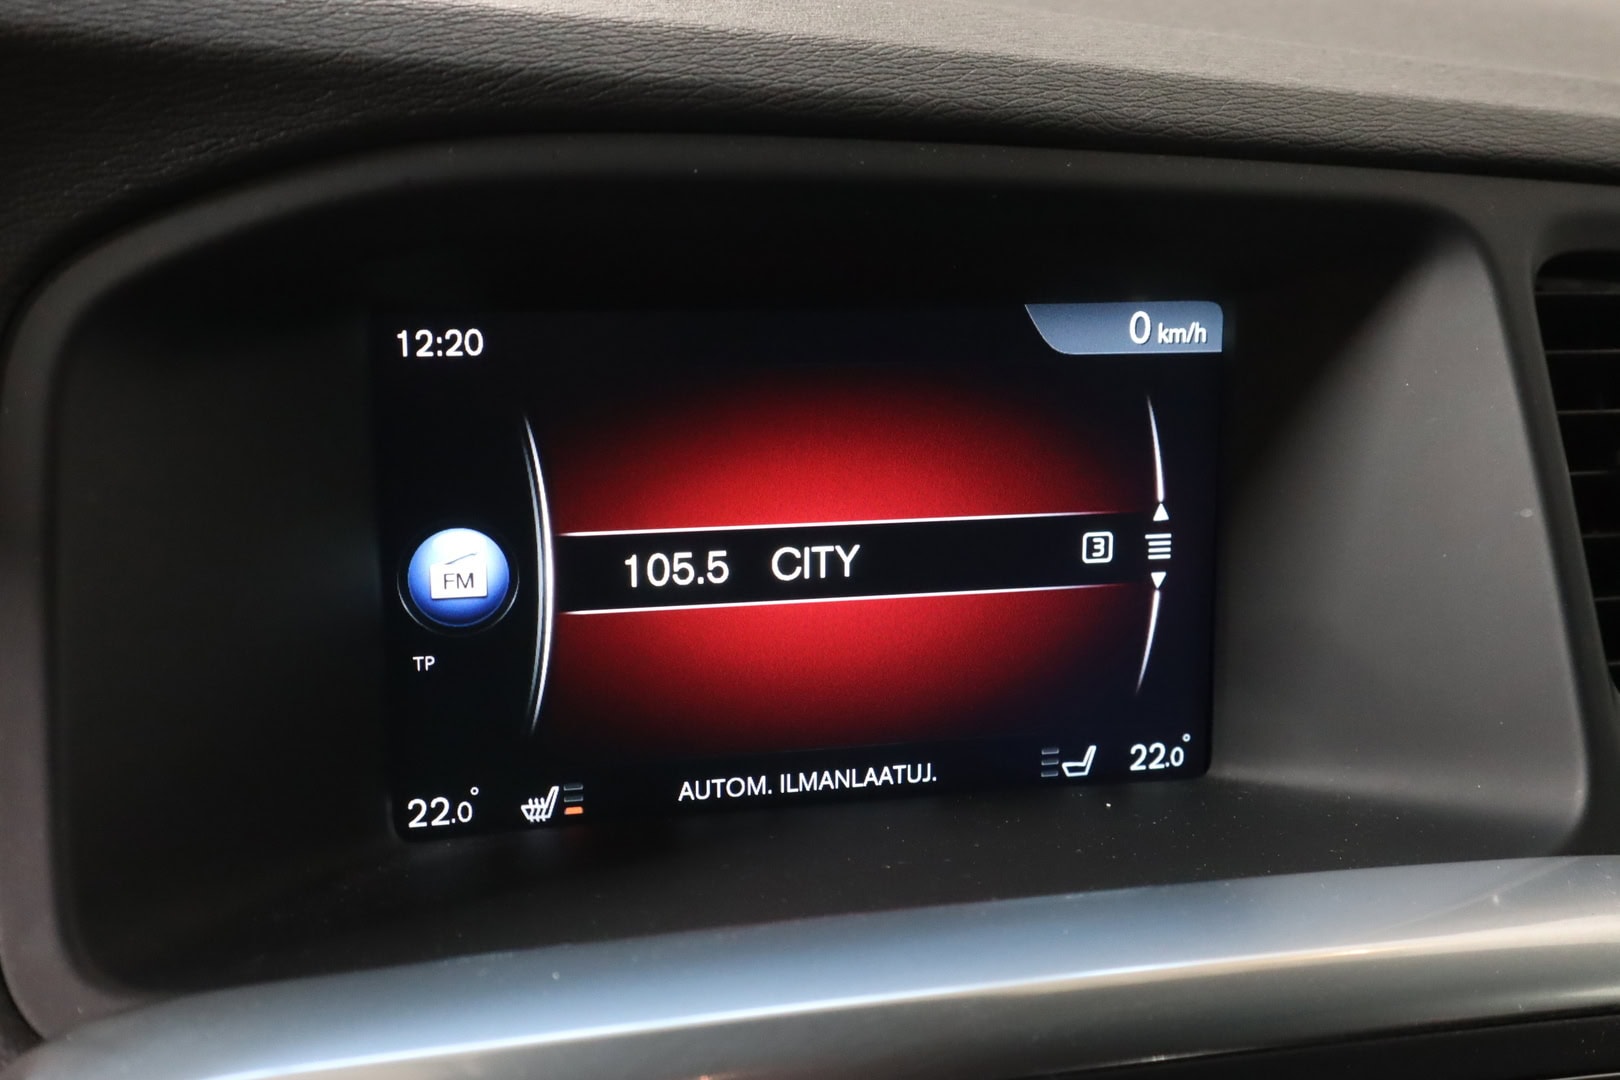 12:20
0 km/h
105.5 CITY 3
FM
TP
22.0° AUTOM. ILMANLAATUJ. 22.0°